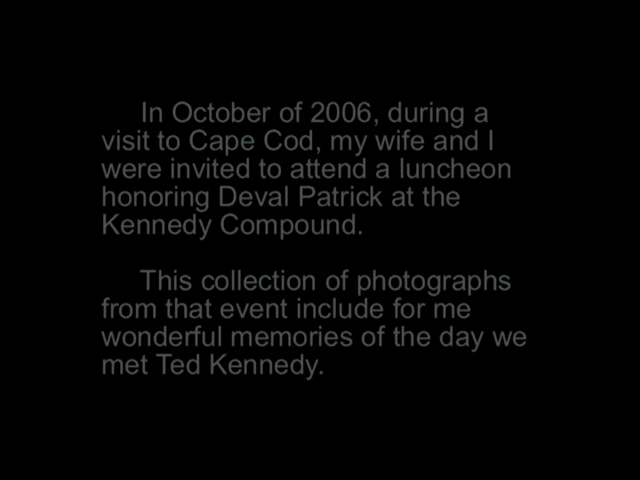 In October of 2006, during a
visit to Cape Cod, my wife and I
were invited to attend a luncheon
honoring Deval Patrick at the
Kennedy Compound.
This collection of photographs
from that event include for me
wonderful memories of the day we
met Ted Kennedy.